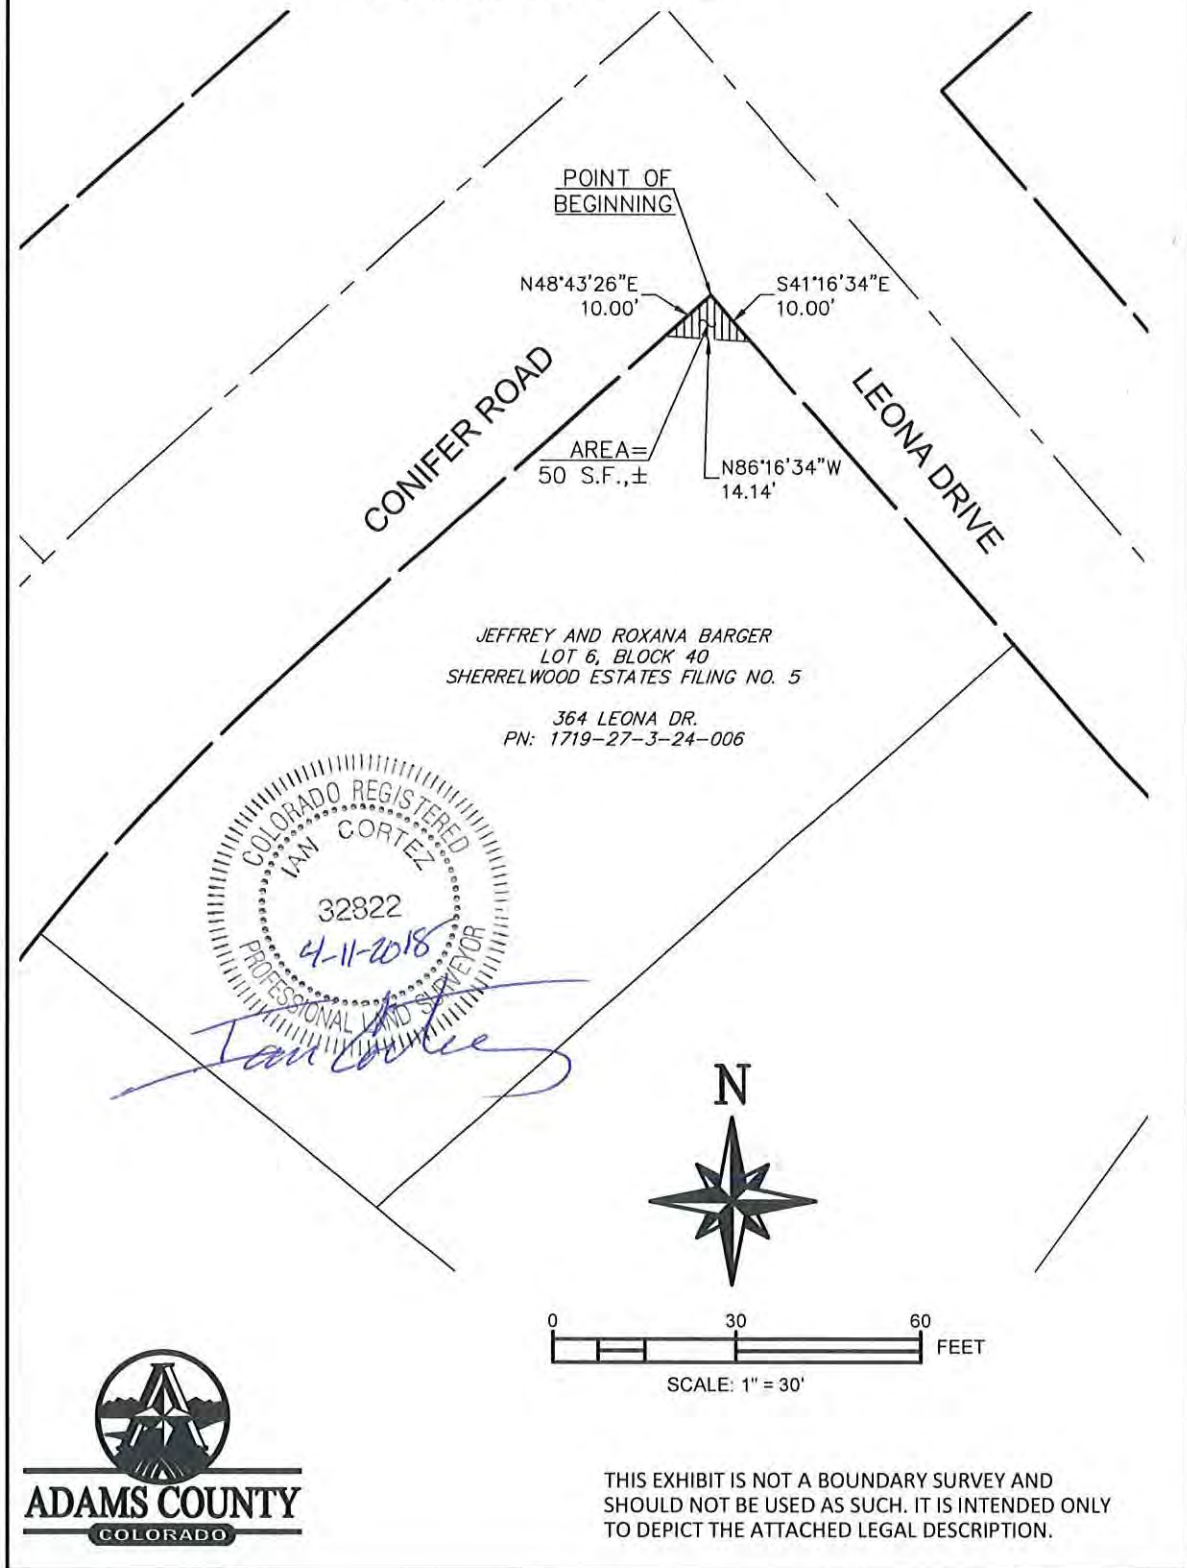 POINT OF
BEGINNING
N48°43'26"E
10.00'
S41°16'34"E
10.00'
CONIFER ROAD
LEONA DRIVE
AREA=
50 S.F.,±
N86°16'34"W
14.14'
JEFFREY AND ROXANA BARGER
LOT 6, BLOCK 40
SHERRELWOOD ESTATES FILING NO. 5
364 LEONA DR.
PN: 1719-27-3-24-006
COLORADO REGISTERED
IAN CORTEZ
32822
4-11-2018
PROFESSIONAL LAND SURVEYOR
Ian Cortez
N
0 30 60
FEET
SCALE: 1" = 30'
ADAMS COUNTY
COLORADO
THIS EXHIBIT IS NOT A BOUNDARY SURVEY AND
SHOULD NOT BE USED AS SUCH. IT IS INTENDED ONLY
TO DEPICT THE ATTACHED LEGAL DESCRIPTION.